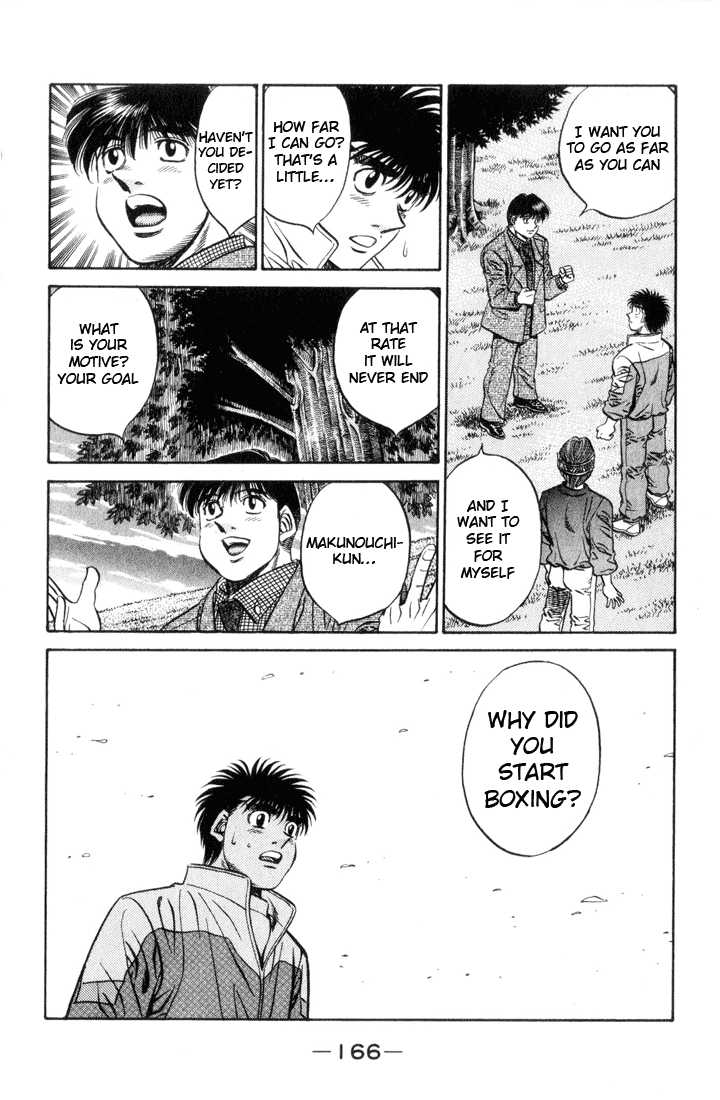 I WANT YOU
TO GO AS FAR
AS YOU CAN
AND I
WANT TO
SEE IT
FOR
MYSELF
HOW FAR
I CAN GO?
THAT'S A
LITTLE...
HAVEN'T
YOU DE-
CIDED
YET?
AT THAT
RATE
IT WILL
NEVER END
WHAT
IS YOUR
MOTIVE?
YOUR GOAL
MAKUNOUCHI-
KUN...
WHY DID
YOU
START
BOXING?
—166—